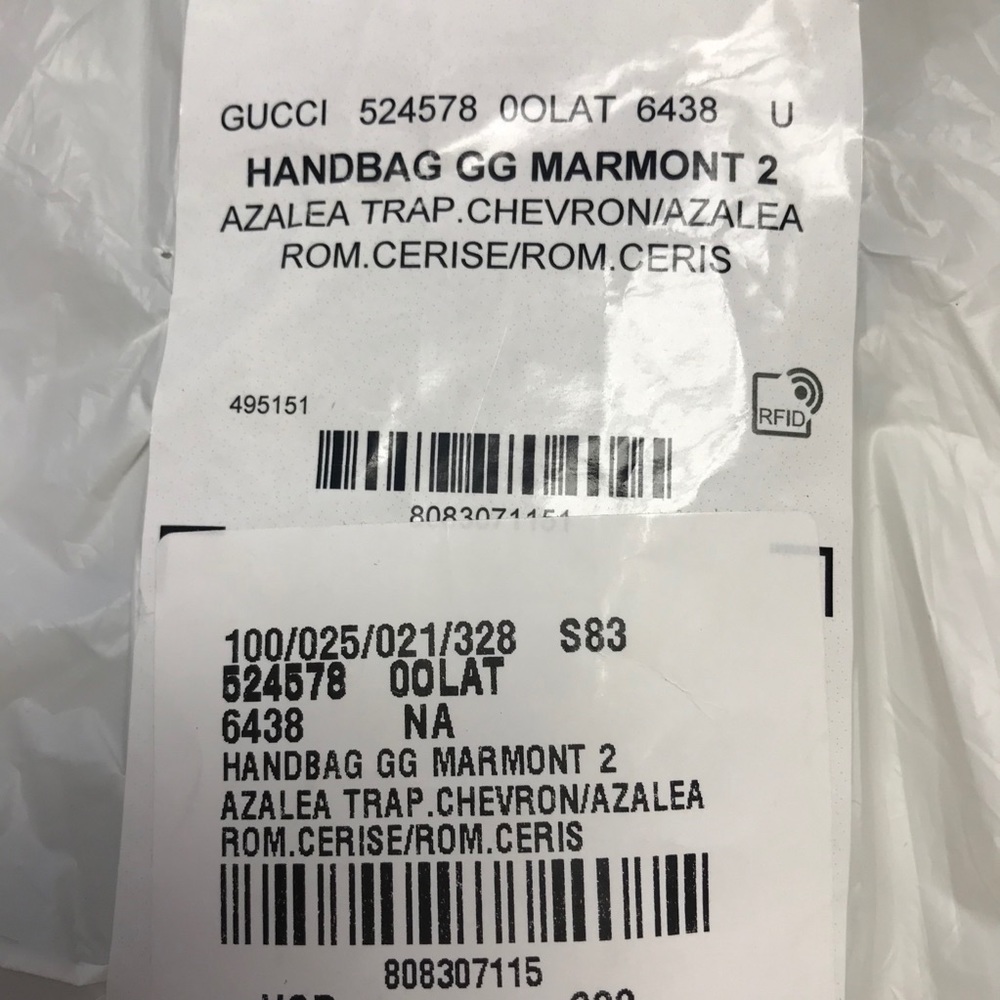 GUCCI 524578 0OLAT 6438 U
HANDBAG GG MARMONT 2
AZALEA TRAP.CHEVRON/AZALEA
ROM.CERISE/ROM.CERIS
RFID
495151
8083071151
100/025/021/328 S83
524578 0OLAT
6438 NA
HANDBAG GG MARMONT 2
AZALEA TRAP.CHEVRON/AZALEA
ROM.CERISE/ROM.CERIS
808307115